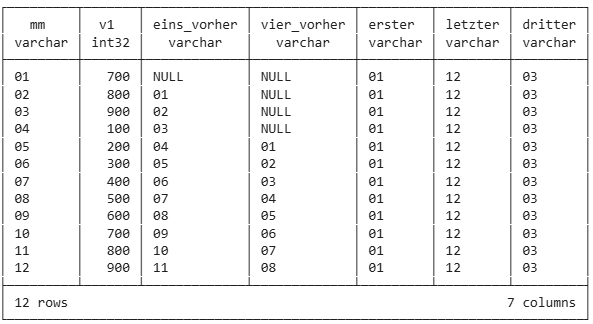 mm v1 eins_vorher vier_vorher erster letzter dritter
varchar int32 varchar varchar varchar varchar varchar
01 700 NULL NULL 01 12 03
02 800 01 NULL 01 12 03
03 900 02 NULL 01 12 03
04 100 03 NULL 01 12 03
05 200 04 01 01 12 03
06 300 05 02 01 12 03
07 400 06 03 01 12 03
08 500 07 04 01 12 03
09 600 08 05 01 12 03
10 700 09 06 01 12 03
11 800 10 07 01 12 03
12 900 11 08 01 12 03
12 rows 7 columns